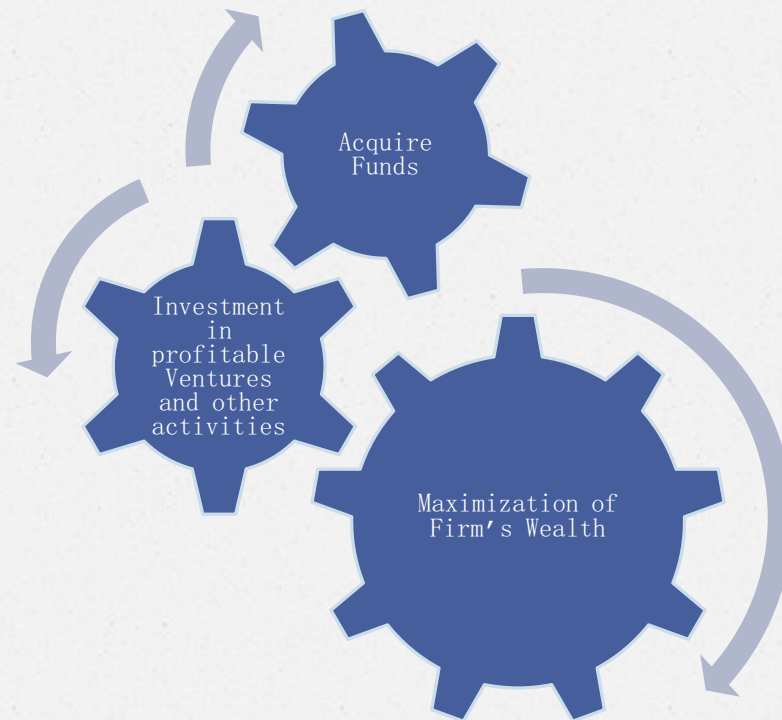 Acquire
Funds
Investment
in
profitable
Ventures
and other
activities
Maximization of
Firm's Wealth